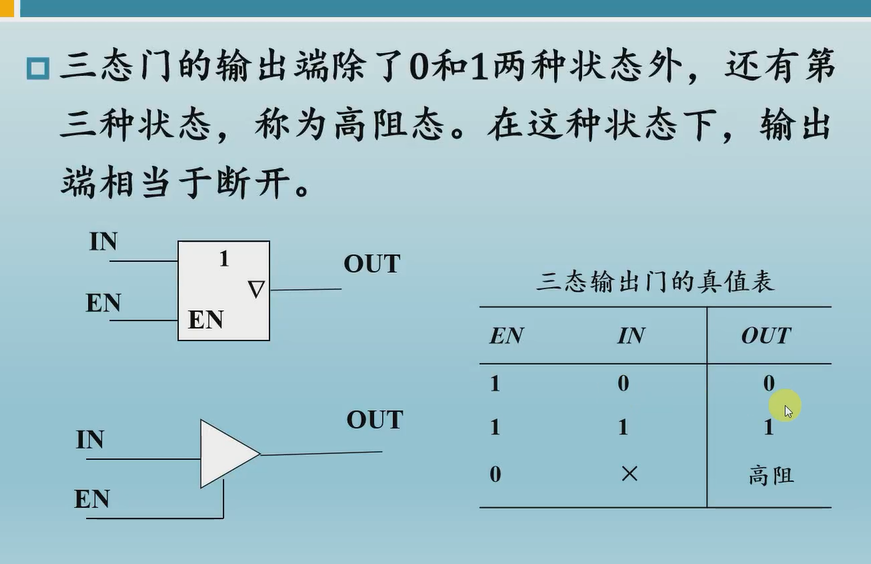 三态门的输出端除了0和1两种状态外，还有第
三种状态，称为高阻态。在这种状态下，输出
端相当于断开。
IN
1
OUT
▽
EN
EN
IN
OUT
EN
三态输出门的真值表
EN IN OUT
1 0 0
1 1 1
0 × 高阻